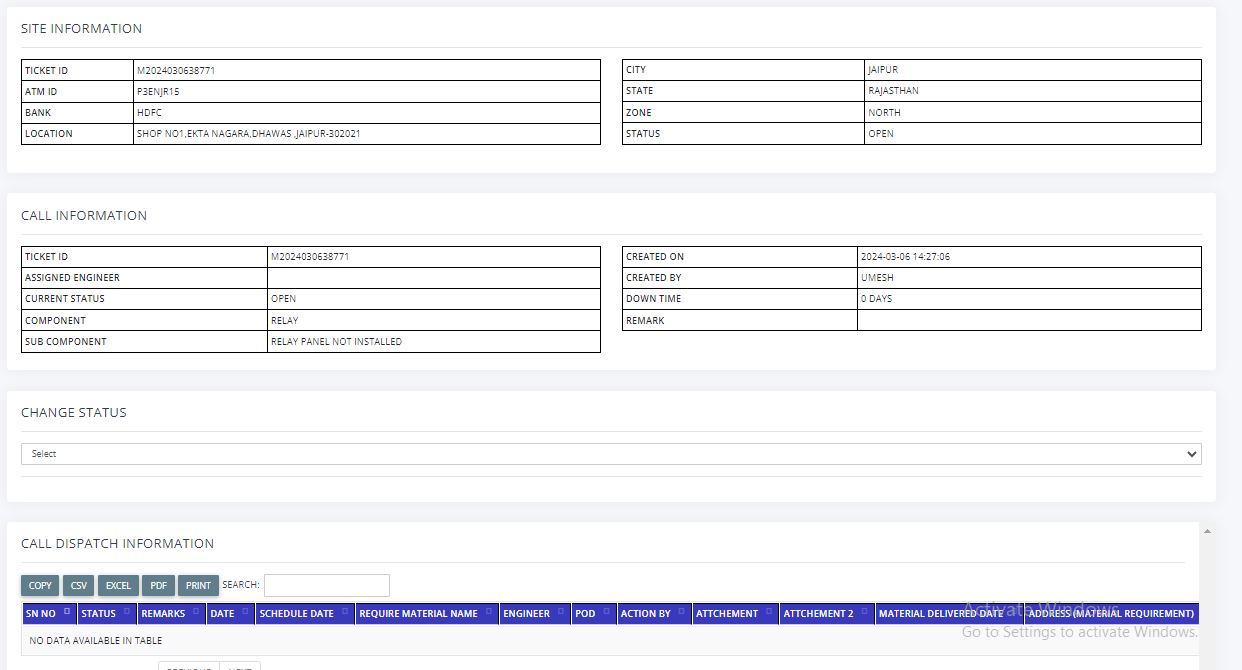 SITE INFORMATION
TICKET ID M2024030638771
ATM ID P3ENJR15
BANK HDFC
LOCATION SHOP NO1,EKTA NAGARA,DHAWAS ,JAIPUR-302021
CITY JAIPUR
STATE RAJASTHAN
ZONE NORTH
STATUS OPEN
CALL INFORMATION
TICKET ID M2024030638771
ASSIGNED ENGINEER
CURRENT STATUS OPEN
COMPONENT RELAY
SUB COMPONENT RELAY PANEL NOT INSTALLED
CREATED ON 2024-03-06 14:27:06
CREATED BY UMESH
DOWN TIME 0 DAYS
REMARK
CHANGE STATUS
Select
CALL DISPATCH INFORMATION
COPY CSV EXCEL PDF PRINT SEARCH:
SN NO STATUS REMARKS DATE SCHEDULE DATE REQUIRE MATERIAL NAME ENGINEER POD ACTION BY ATTCHEMENT ATTCHEMENT 2 MATERIAL DELIVERED DATE ADDRESS (MATERIAL REQUIREMENT)
NO DATA AVAILABLE IN TABLE
Activate Windows
Go to Settings to activate Windows.
PREVIOUS NEXT